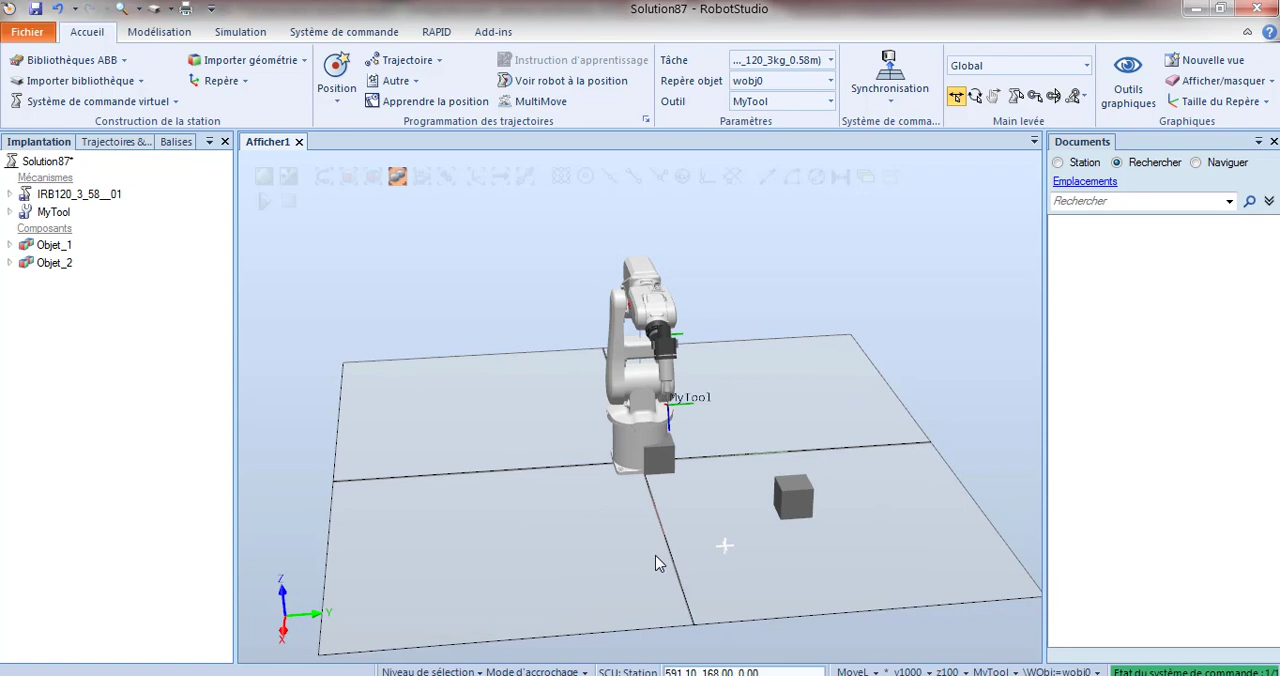 Solution87 - RobotStudio
Fichier Accueil Modélisation Simulation Système de commande RAPID Add-ins
Bibliothèques ABB
Importer bibliothèque
Système de commande virtuel
Importer géométrie
Repère
Construction de la station
Position
Trajectoire
Autre
Apprendre la position
Instruction d'apprentissage
Voir robot à la position
MultiMove
Programmation des trajectoires
Tâche ..._120_3kg_0.58m)
Repère objet wobj0
Outil MyTool
Paramètres
Synchronisation
Système de comma...
Global
Main levée
Outils graphiques
Nouvelle vue
Afficher/masquer
Taille du Repère
Graphiques
Implantation Trajectoires &... Balises
Solution87*
Mécanismes
IRB120_3_58__01
MyTool
Composants
Objet_1
Objet_2
Afficher1
MyTool
Z
Y
X
Documents
Station Rechercher Naviguer
Emplacements
Rechercher
Niveau de sélection Mode d'accrochage SCU: Station 591.10, 168.00, 0.00 MoveL * v1000 z100 MyTool \WObj:=wobj0 Etat du système de commande : 1/1